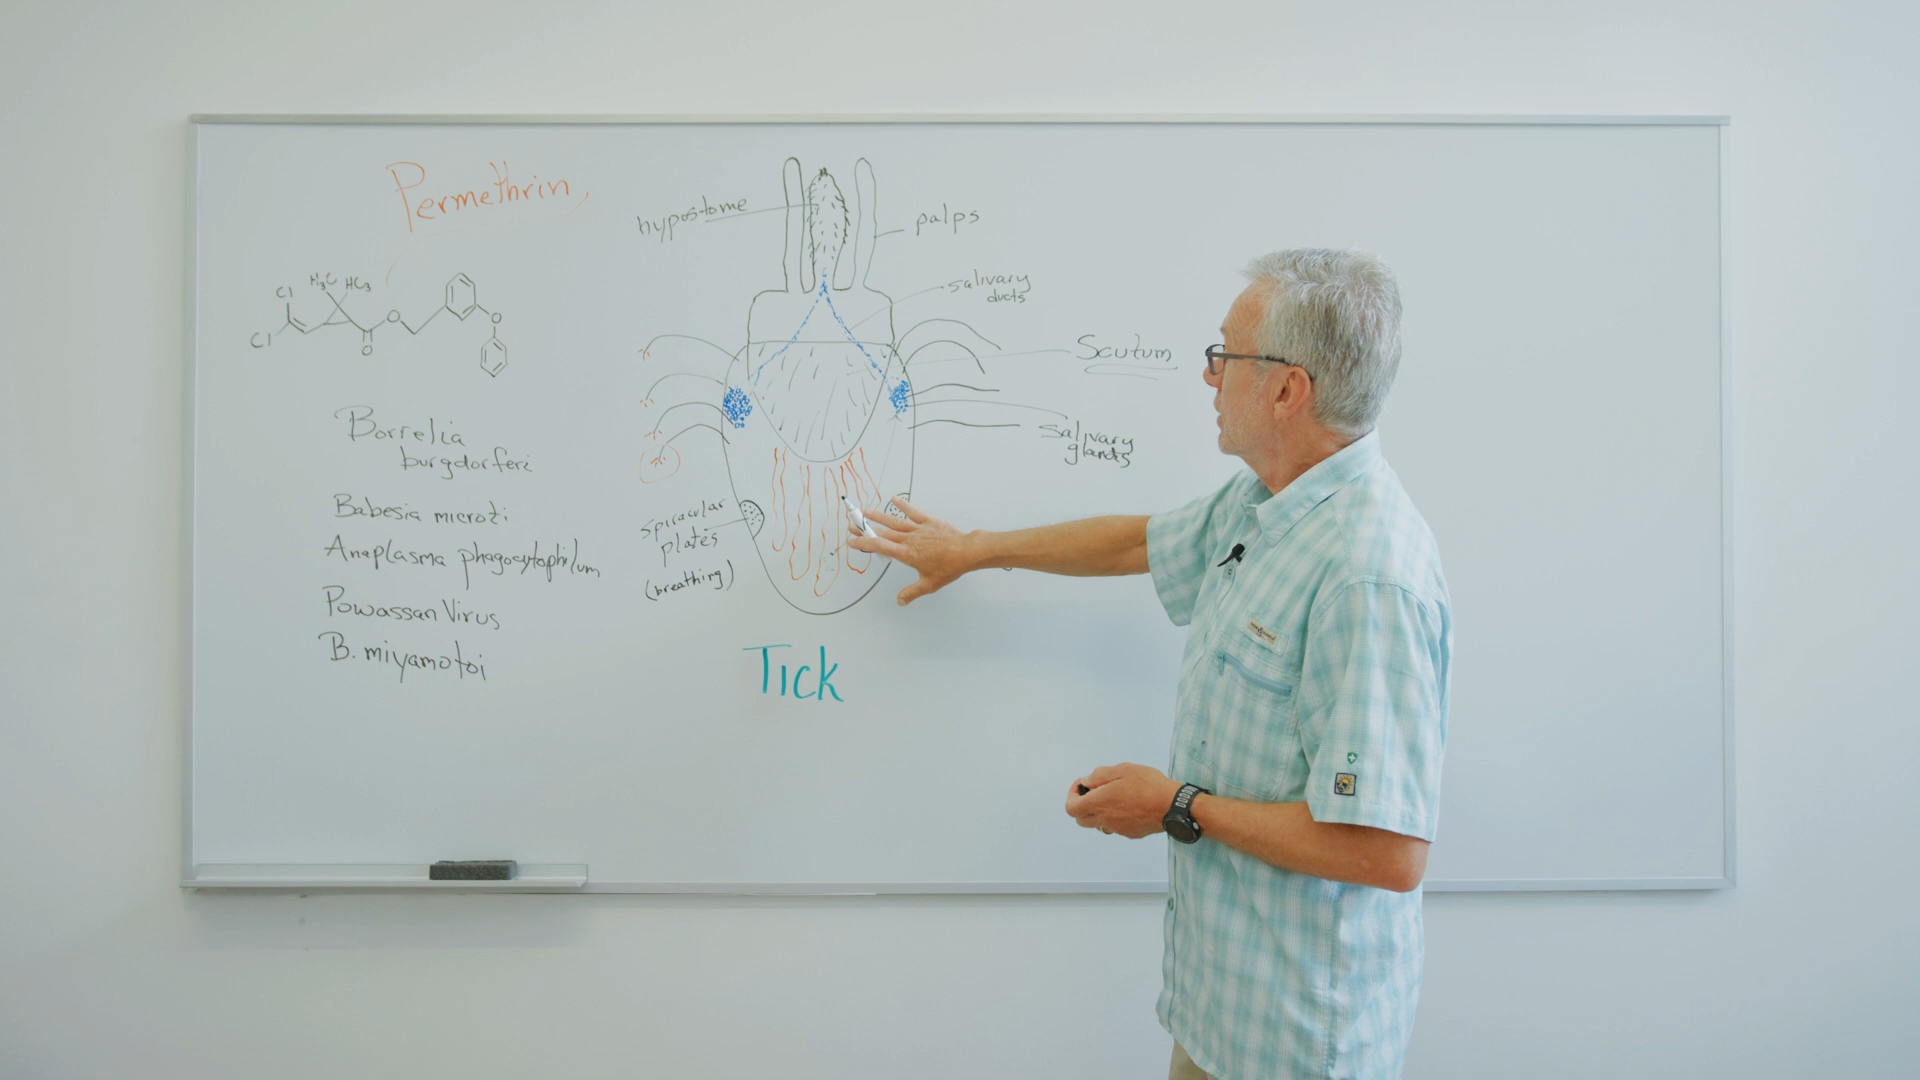 Permethrin
Cl
H3C HC3
Cl
O
O
O
Borrelia
burgdorferi
Babesia microti
Anaplasma phagocytophilum
Powassan Virus
B. miyamotoi
hypostome
palps
salivary
ducts
Scutum
salivary
glands
spiracular
plates
(breathing)
Tick